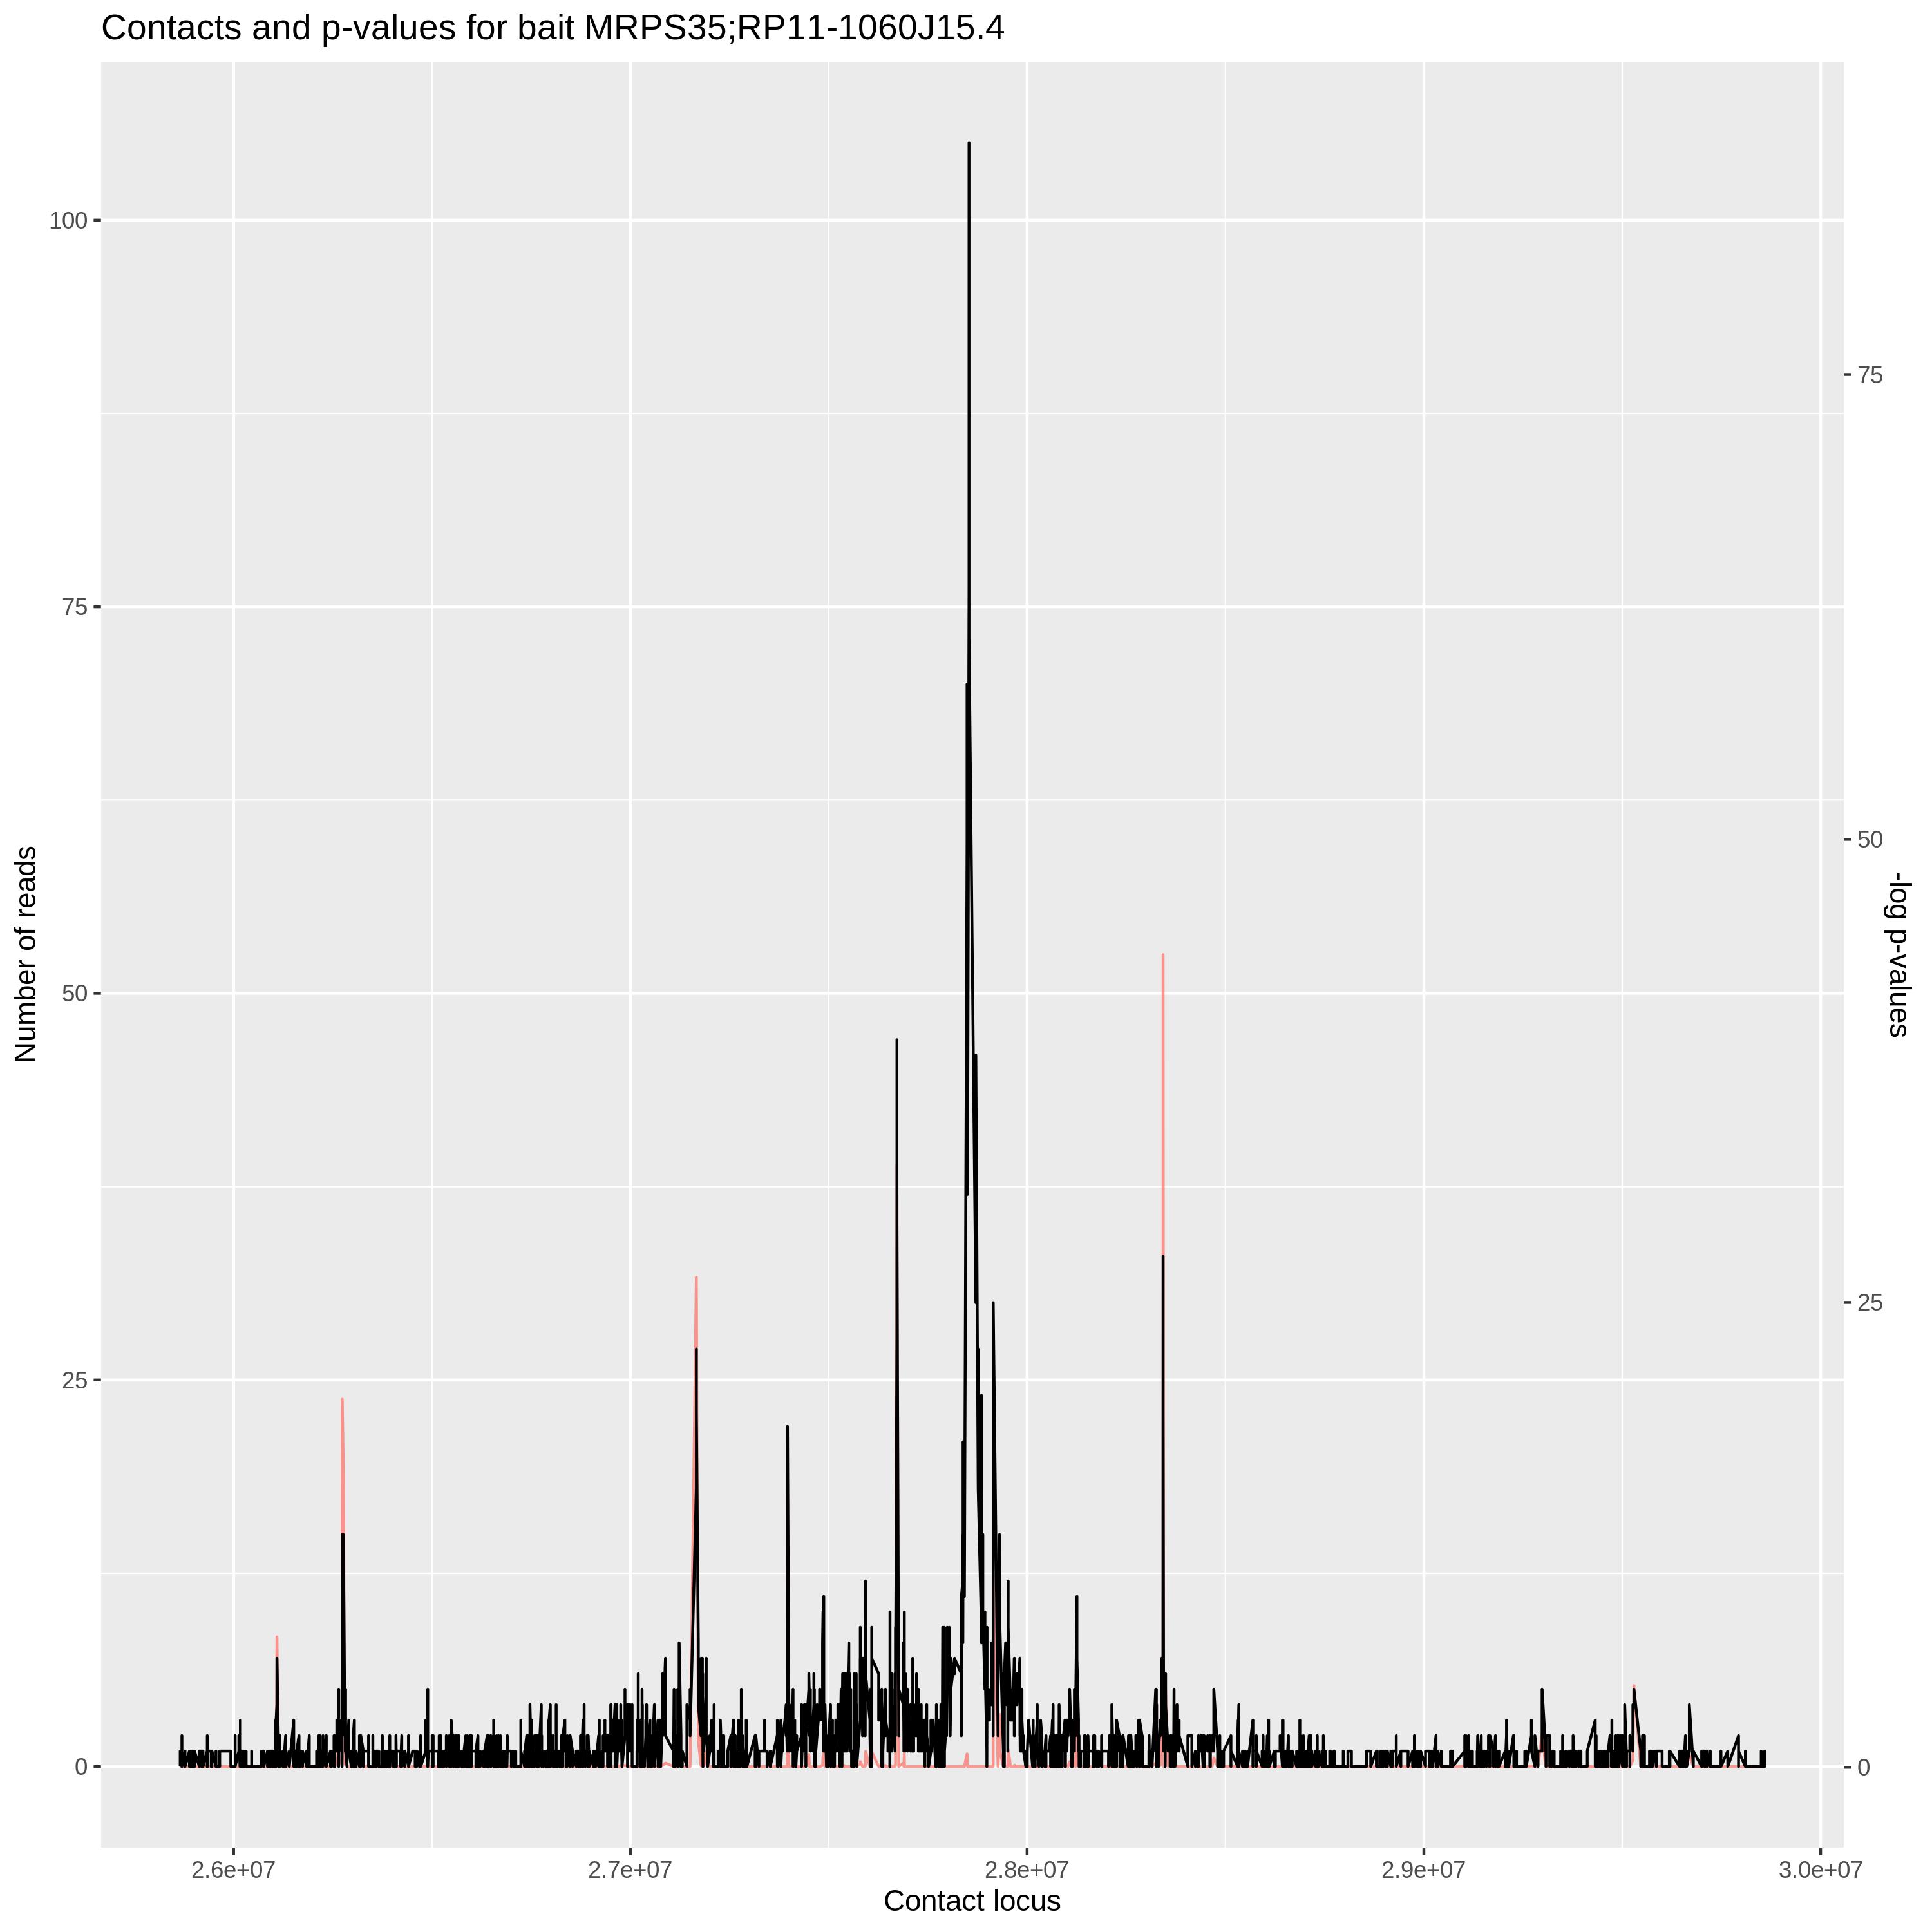 Contacts and p-values for bait MRPS35;RP11-1060J15.4
100
75
50
25
0
75
50
25
0
Number of reads
-log p-values
2.6e+07 2.7e+07 2.8e+07 2.9e+07 3.0e+07
Contact locus